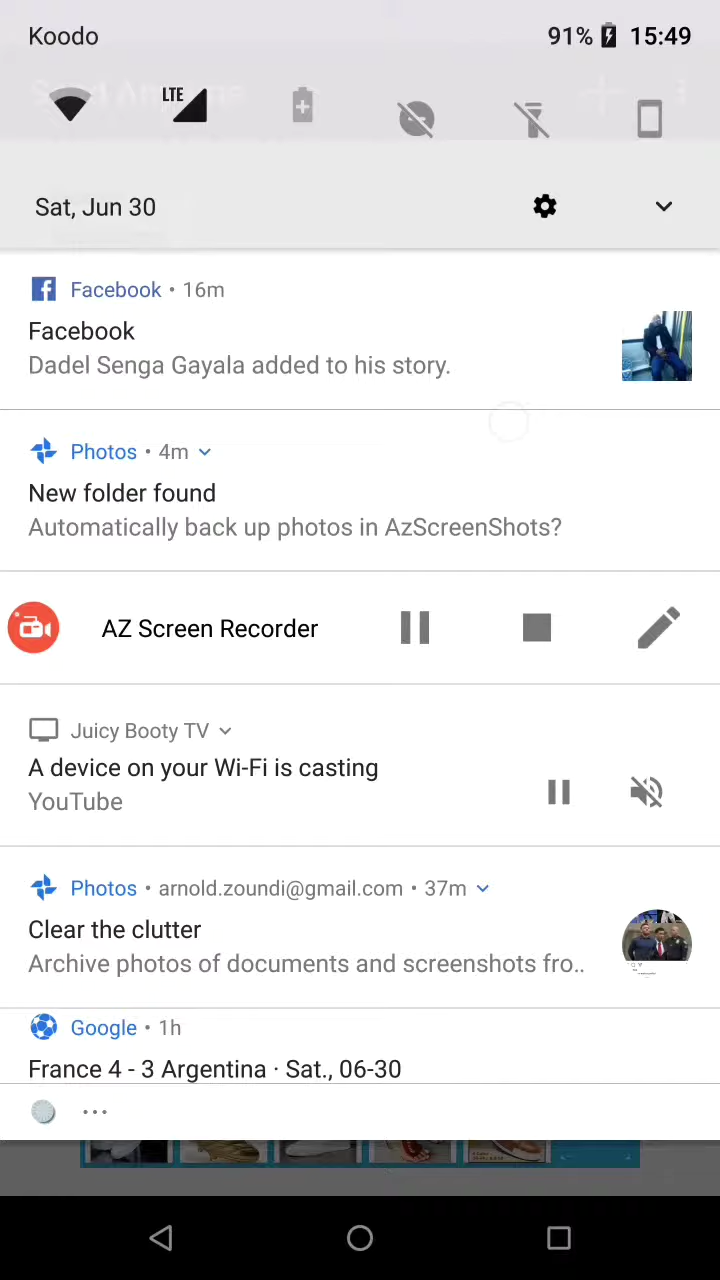 Koodo 91% 15:49
LTE
Sat, Jun 30
Facebook • 16m
Facebook
Dadel Senga Gayala added to his story.
Photos • 4m
New folder found
Automatically back up photos in AzScreenShots?
AZ Screen Recorder
Juicy Booty TV
A device on your Wi-Fi is casting
YouTube
Photos • arnold.zoundi@gmail.com • 37m
Clear the clutter
Archive photos of documents and screenshots fro..
Google • 1h
France 4 - 3 Argentina · Sat., 06-30